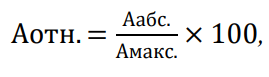 Аотн. = Аабс. / Амакс. × 100,